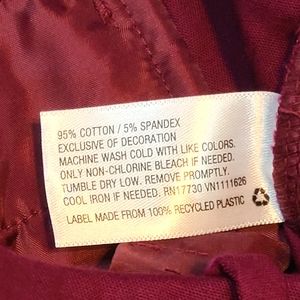 95% COTTON / 5% SPANDEX
EXCLUSIVE OF DECORATION
MACHINE WASH COLD WITH LIKE COLORS.
ONLY NON-CHLORINE BLEACH IF NEEDED.
TUMBLE DRY LOW. REMOVE PROMPTLY.
COOL IRON IF NEEDED. RN17730 VN1111626
LABEL MADE FROM 100% RECYCLED PLASTIC